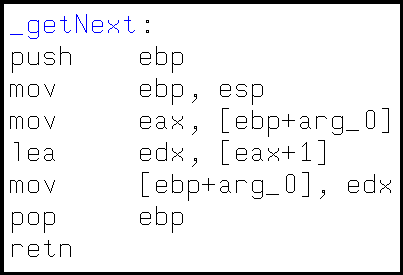 _getNext:
push    ebp
mov     ebp, esp
mov     eax, [ebp+arg_0]
lea     edx, [eax+1]
mov     [ebp+arg_0], edx
pop     ebp
retn